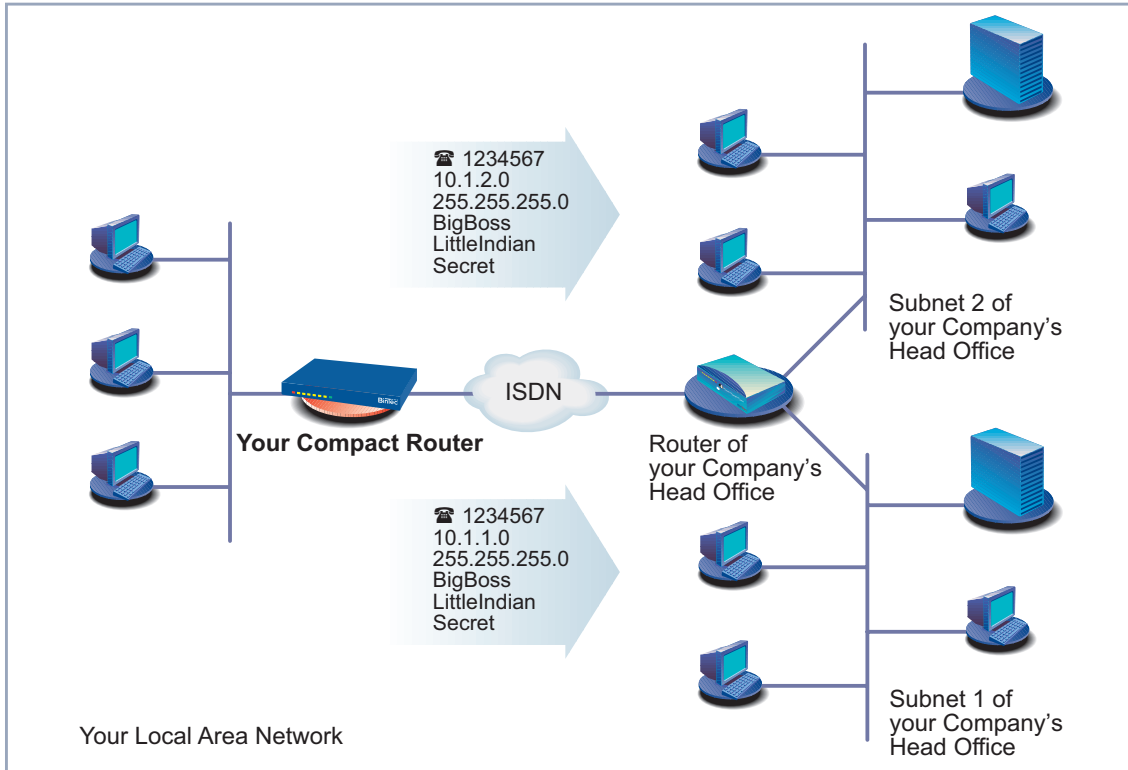 ☎ 1234567
10.1.2.0
255.255.255.0
BigBoss
LittleIndian
Secret
Subnet 2 of
your Company's
Head Office
BinTec
ISDN
Your Compact Router
Router of
your Company's
Head Office
☎ 1234567
10.1.1.0
255.255.255.0
BigBoss
LittleIndian
Secret
Subnet 1 of
your Company's
Head Office
Your Local Area Network